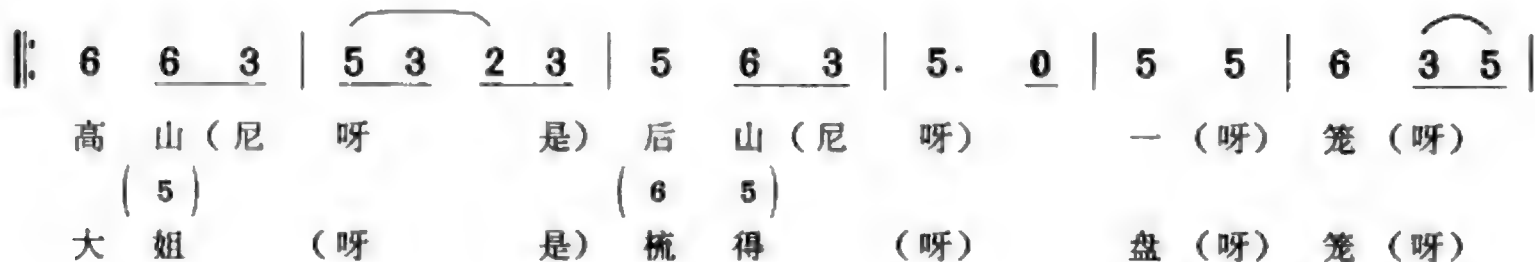 ‖: 6 6 3 | 5 3 2 3 | 5 6 3 | 5. 0 | 5 5 | 6 3 5 |
高 山（尼 呀 是）后 山（尼 呀） 一（呀）笼（呀）
（5） （6 5）
大 姐 （呀 是）梳 得 （呀） 盘（呀）笼（呀）